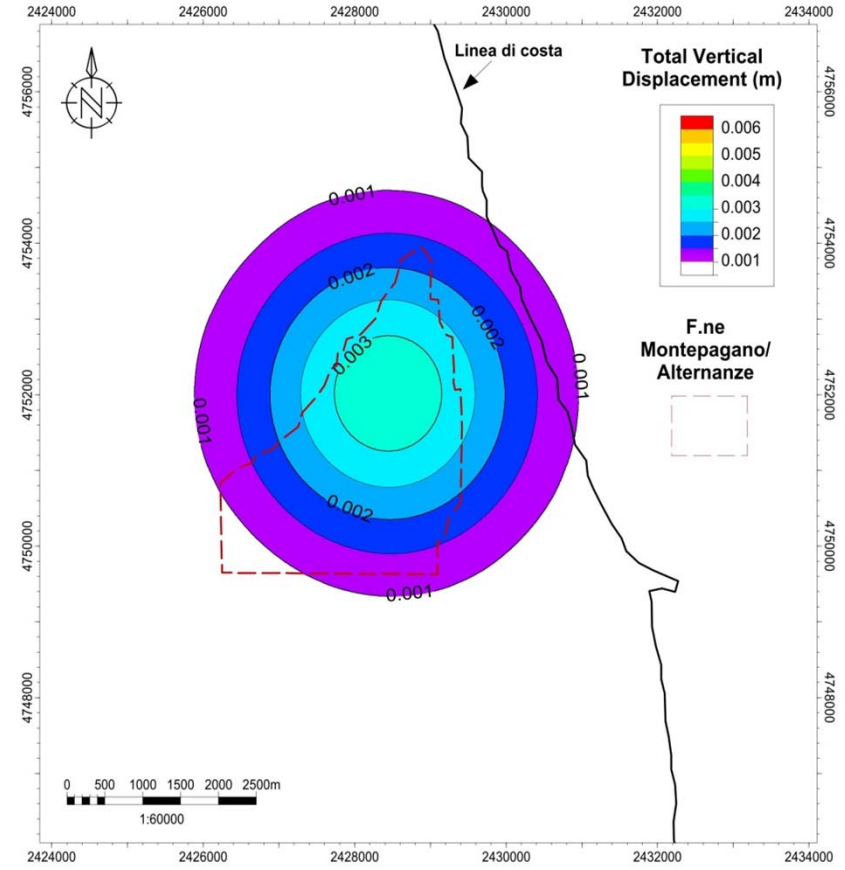 2424000 2426000 2428000 2430000 2432000 2434000
Linea di costa
Total Vertical
Displacement (m)
0.006
0.005
0.004
0.003
0.002
0.001
F.ne
Montepagano/
Alternanze
4756000
4754000
4752000
4750000
4748000
4756000
4754000
4752000
4750000
4748000
N
0.001
0.002
0.002
0.003
0.001
0.001
0.002
0.001
0 500 1000 1500 2000 2500m
1:60000
2424000 2426000 2428000 2430000 2432000 2434000